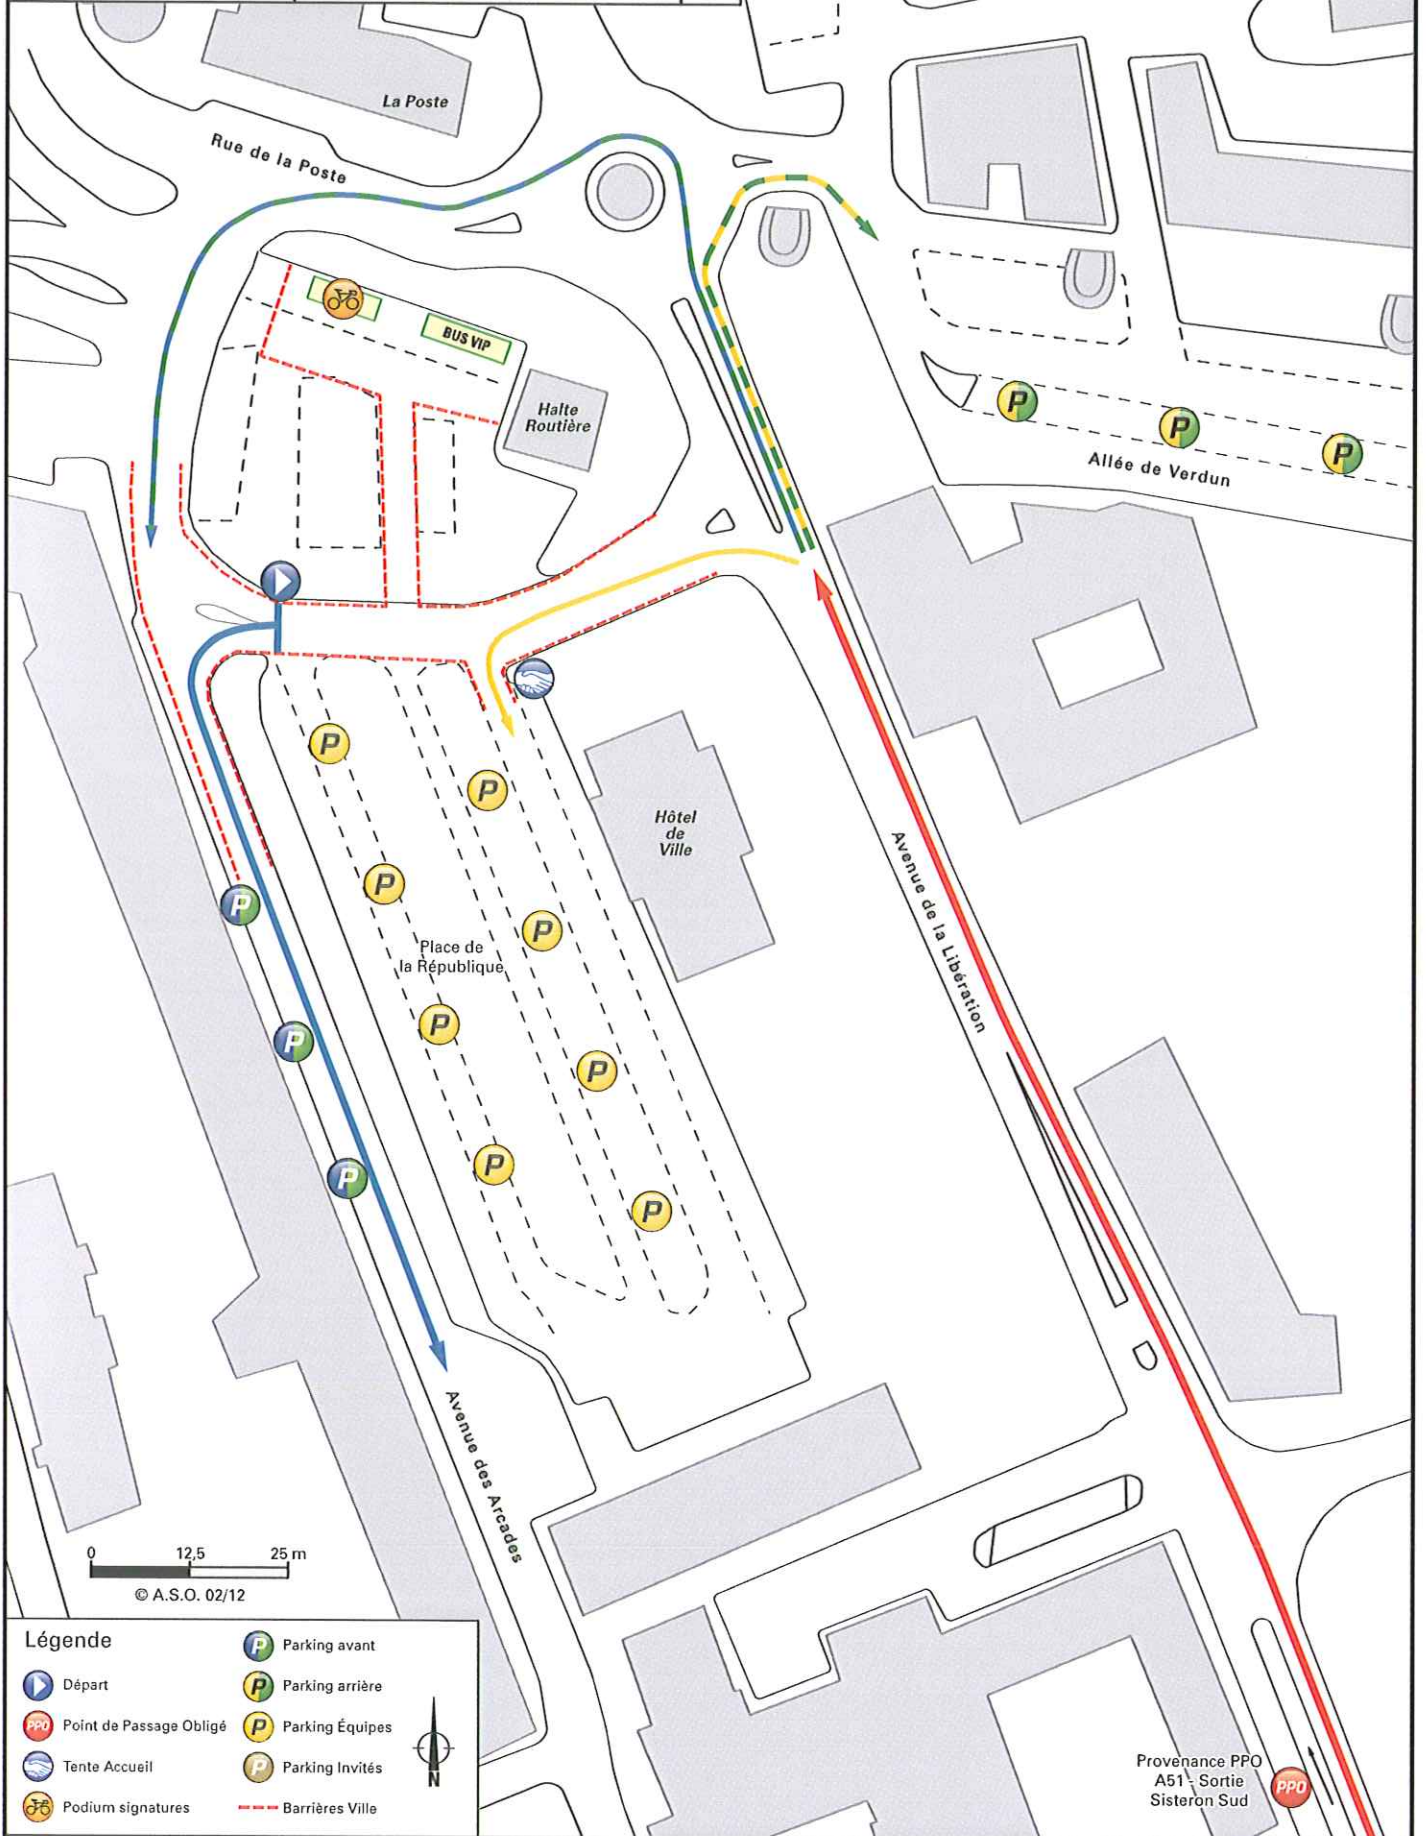 La Poste
Rue de la Poste
BUS VIP
Halte
Routière
P
P
P
Allée de Verdun
P
P
Hôtel
de
Ville
P
P
P
Place de
la République
Avenue de la Libération
P
P
P
P
P
P
Avenue des Arcades
0 12,5 25 m
© A.S.O. 02/12
Légende
P Parking avant
Départ
P Parking arrière
PPO Point de Passage Obligé
P Parking Équipes
Tente Accueil
P Parking Invités
Podium signatures
Barrières Ville
N
Provenance PPO
A51 - Sortie
Sisteron Sud
PPO